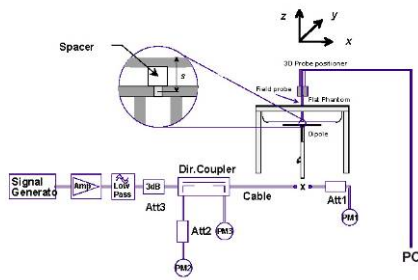 z
y
x
Spacer
s
3D Probe positioner
Field probe
Flat Phantom
Dipole
Dir.Coupler
Signal
Generato
Amp
Low
Pass
3dB
Att3
Cable
x
Att1
PM1
Att2
PM3
PM2
PC